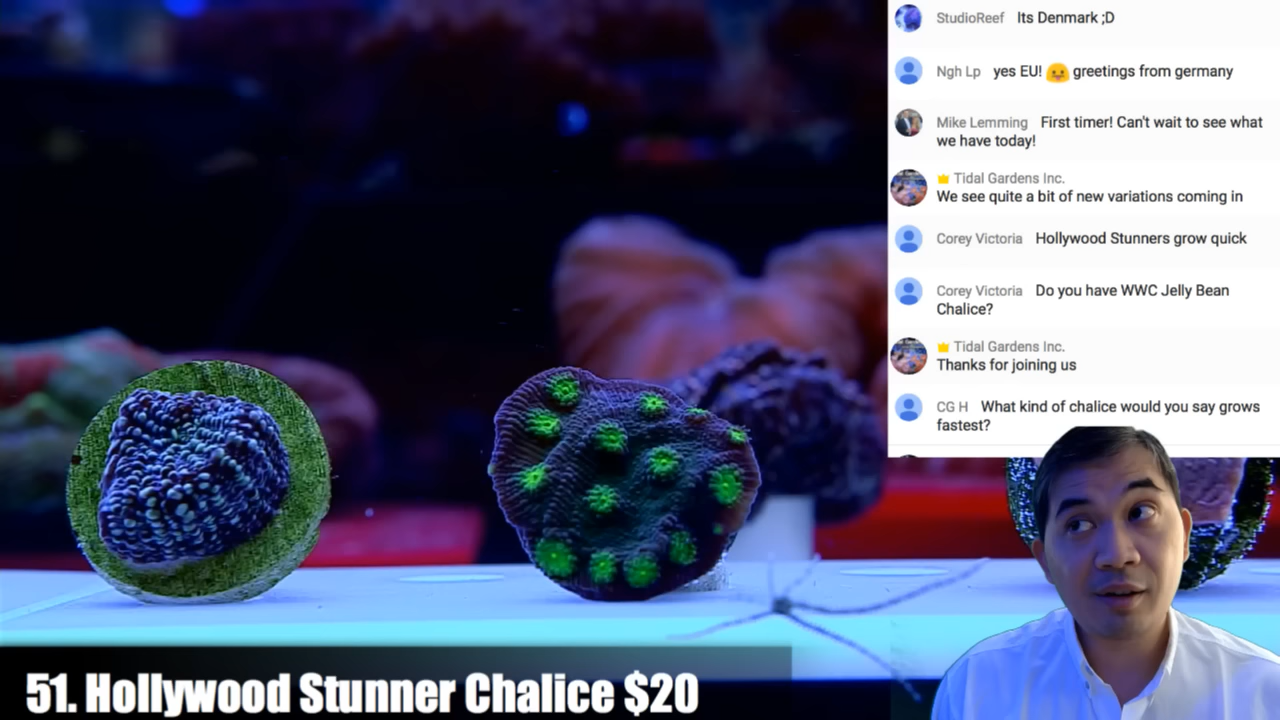 StudioReef Its Denmark ;D
Ngh Lp yes EU! greetings from germany
Mike Lemming First timer! Can't wait to see what
we have today!
Tidal Gardens Inc.
We see quite a bit of new variations coming in
Corey Victoria Hollywood Stunners grow quick
Corey Victoria Do you have WWC Jelly Bean
Chalice?
Tidal Gardens Inc.
Thanks for joining us
CG H What kind of chalice would you say grows
fastest?
51. Hollywood Stunner Chalice $20